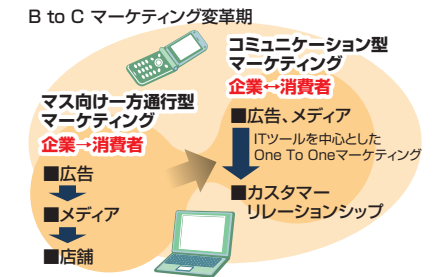 B to C マーケティング変革期
マス向け一方通行型
マーケティング
企業→消費者
■広告
■メディア
■店舗
コミュニケーション型
マーケティング
企業↔消費者
■広告、メディア
ITツールを中心とした
One To Oneマーケティング
■カスタマー
リレーションシップ